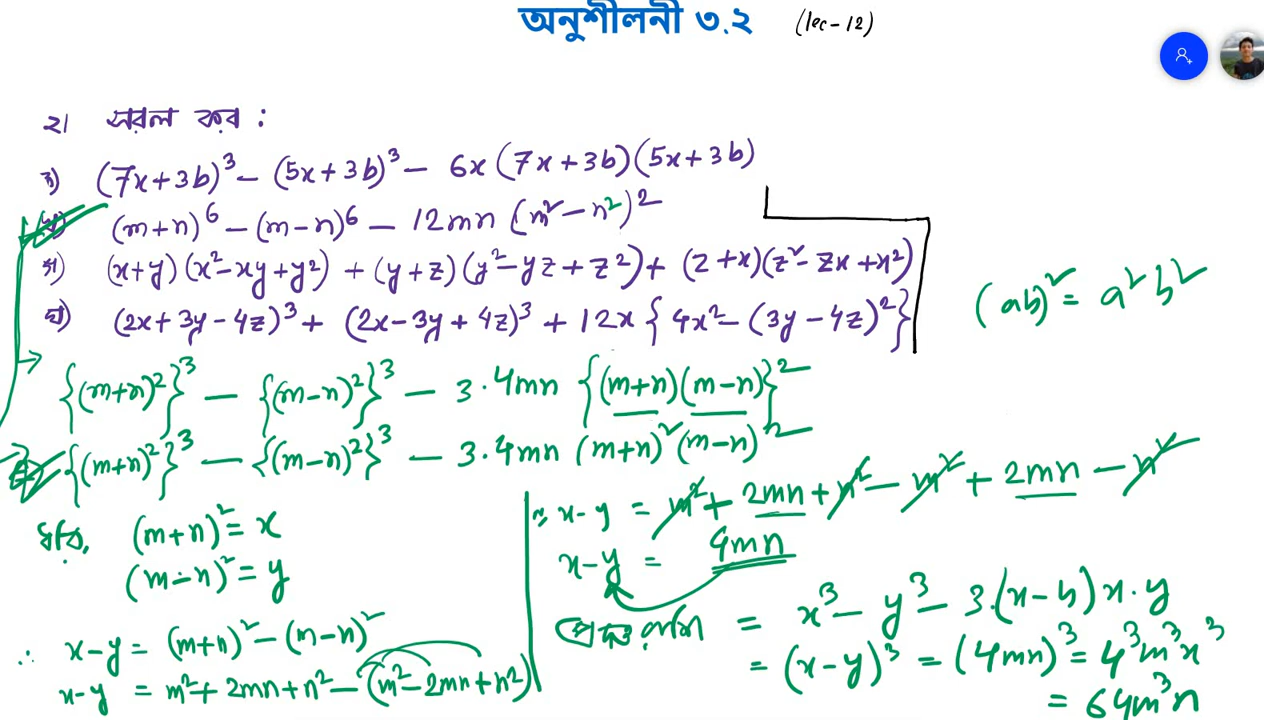 অনুশীলনী ৩.২ (lec-12)
২। সরল কর :
ক) (7x+3b)³ − (5x+3b)³ − 6x(7x+3b)(5x+3b)
(m+n)⁶ − (m−n)⁶ − 12mn(m²−n²)²
গ) (x+y)(x²−xy+y²) + (y+z)(y²−yz+z²) + (z+x)(z²−zx+x²)
ঘ) (2x+3y−4z)³ + (2x−3y+4z)³ + 12x{4x²−(3y−4z)²}
(ab)² = a²b²
→ {(m+n)²}³ − {(m−n)²}³ − 3·4mn {(m+n)(m−n)}²
{(m+n)²}³ − {(m−n)²}³ − 3·4mn (m+n)²(m−n)²
ধরি, (m+n)² = x
(m−n)² = y
∴ x−y = (m+n)² − (m−n)²
x−y = m²+2mn+n² − (m²−2mn+n²)
x−y = m²+2mn+n²−m²+2mn−n²
x−y = 4mn
প্রদত্ত রাশি = x³ − y³ − 3·(x−y)x·y
= (x−y)³ = (4mn)³ = 4³m³n³
= 64m³n